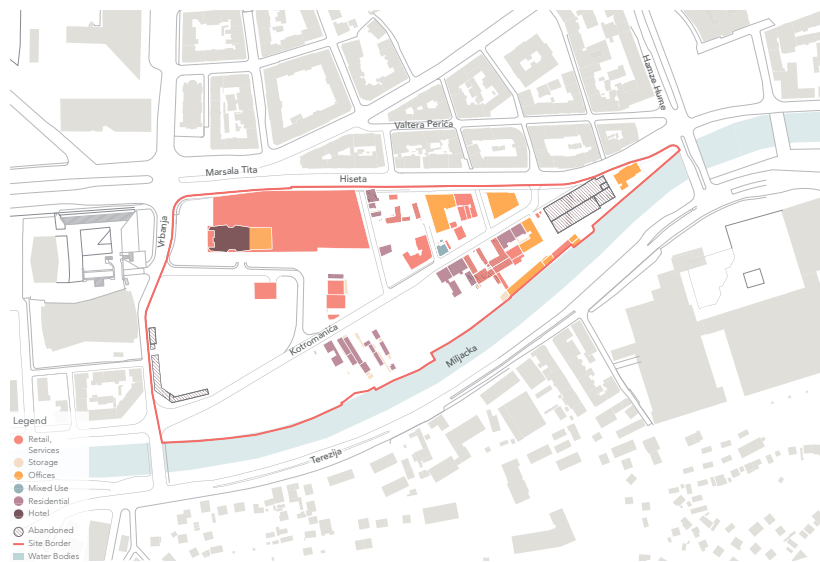 Hamze Hume
Valtera Perića
Marsala Tita
Hiseta
Vrbanja
Kotromanića
Miljacka
Terezija
Legend
Retail,
Services
Storage
Offices
Mixed Use
Residential
Hotel
Abandoned
Site Border
Water Bodies